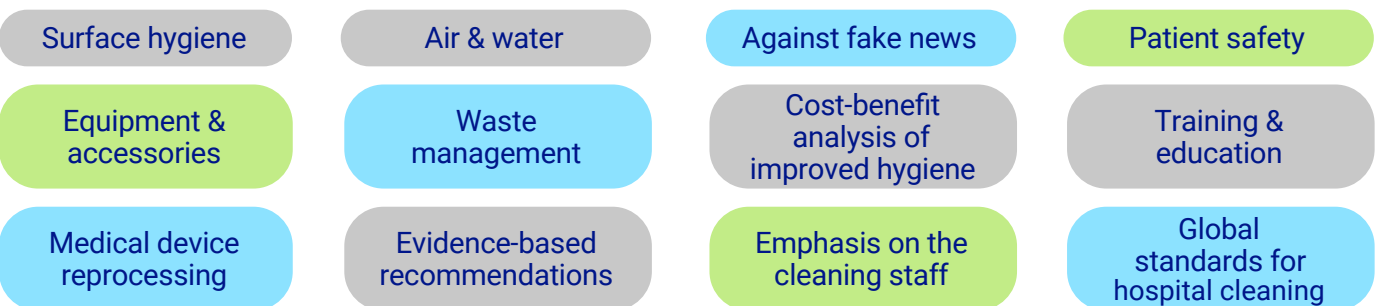 Surface hygiene
Air & water
Against fake news
Patient safety
Equipment &
accessories
Waste
management
Cost-benefit
analysis of
improved hygiene
Training &
education
Medical device
reprocessing
Evidence-based
recommendations
Emphasis on the
cleaning staff
Global
standards for
hospital cleaning